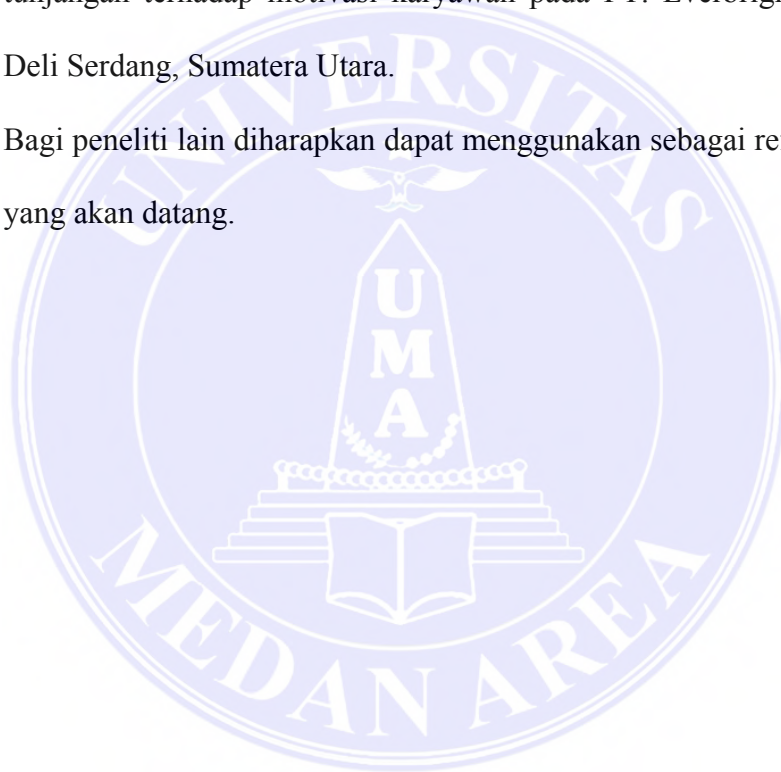 tunjangan terhadap motivasi karyawan pada PT.
Deli Serdang, Sumatera Utara.
Bagi peneliti lain diharapkan dapat menggunakan sebagai
yang akan datang.
UNIVERSITAS
UMA
MEDAN AREA